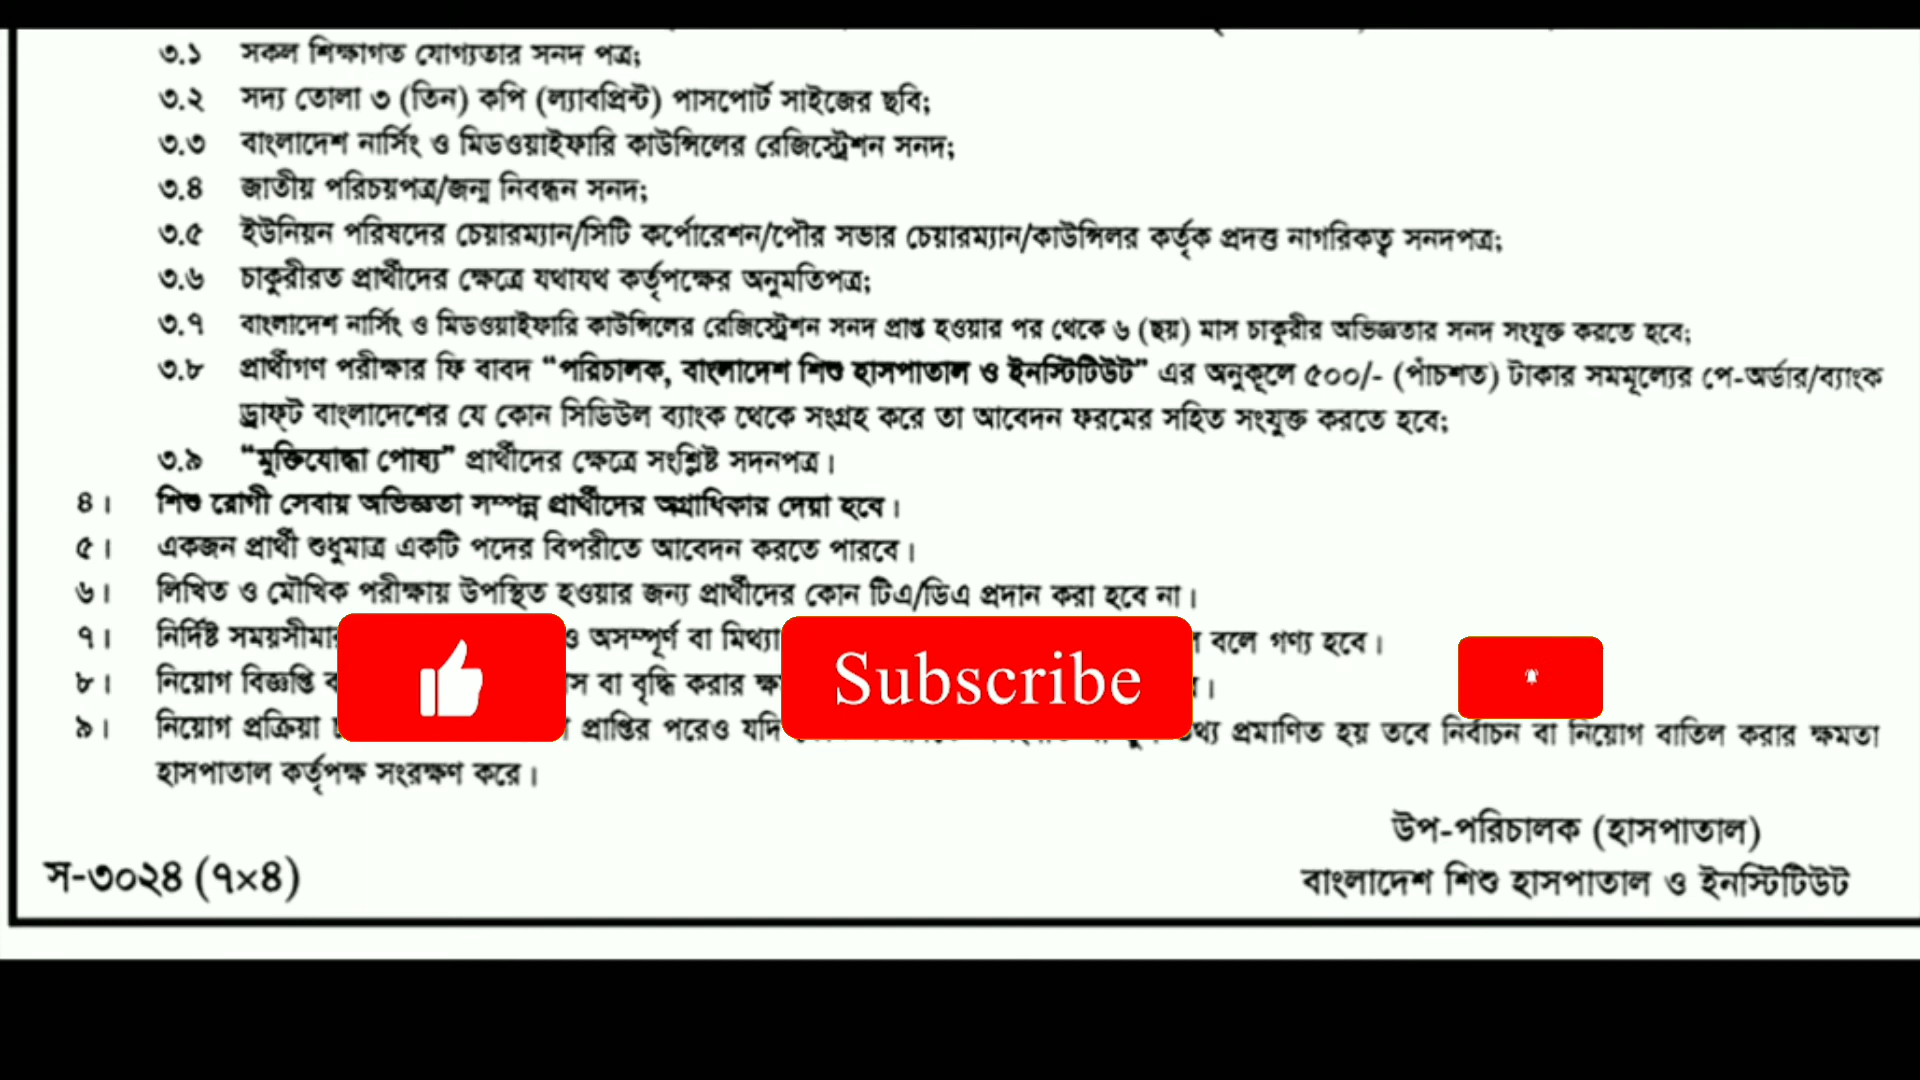 ৩.১ সকল শিক্ষাগত যোগ্যতার সনদ পত্র;
৩.২ সদ্য তোলা ৩ (তিন) কপি (ল্যাবপ্রিন্ট) পাসপোর্ট সাইজের ছবি;
৩.৩ বাংলাদেশ নার্সিং ও মিডওয়াইফারি কাউন্সিলের রেজিস্ট্রেশন সনদ;
৩.৪ জাতীয় পরিচয়পত্র/জন্ম নিবন্ধন সনদ;
৩.৫ ইউনিয়ন পরিষদের চেয়ারম্যান/সিটি কর্পোরেশন/পৌর সভার চেয়ারম্যান/কাউন্সিলর কর্তৃক প্রদত্ত নাগরিকত্ব সনদপত্র;
৩.৬ চাকুরীরত প্রার্থীদের ক্ষেত্রে যথাযথ কর্তৃপক্ষের অনুমতিপত্র;
৩.৭ বাংলাদেশ নার্সিং ও মিডওয়াইফারি কাউন্সিলের রেজিস্ট্রেশন সনদ প্রাপ্ত হওয়ার পর থেকে ৬ (ছয়) মাস চাকুরীর অভিজ্ঞতার সনদ সংযুক্ত করতে হবে;
৩.৮ প্রার্থীগণ পরীক্ষার ফি বাবদ “পরিচালক, বাংলাদেশ শিশু হাসপাতাল ও ইনস্টিটিউট” এর অনুকূলে ৫০০/- (পাঁচশত) টাকার সমমূল্যের পে-অর্ডার/ব্যাংক
ড্রাফ্ট বাংলাদেশের যে কোন সিডিউল ব্যাংক থেকে সংগ্রহ করে তা আবেদন ফরমের সহিত সংযুক্ত করতে হবে;
৩.৯ “মুক্তিযোদ্ধা পোষ্য” প্রার্থীদের ক্ষেত্রে সংশ্লিষ্ট সদনপত্র।
৪। শিশু রোগী সেবায় অভিজ্ঞতা সম্পন্ন প্রার্থীদের অগ্রাধিকার দেয়া হবে।
৫। একজন প্রার্থী শুধুমাত্র একটি পদের বিপরীতে আবেদন করতে পারবে।
৬। লিখিত ও মৌখিক পরীক্ষায় উপস্থিত হওয়ার জন্য প্রার্থীদের কোন টিএ/ডিএ প্রদান করা হবে না।
৭। নির্দিষ্ট সময়সীমার ও অসম্পূর্ণ বা মিথ্যা বলে গণ্য হবে।
৮। নিয়োগ বিজ্ঞপ্তি বা বৃদ্ধি করার
Subscribe
৯। নিয়োগ প্রক্রিয়া প্রাপ্তির পরেও যদি তথ্য প্রমাণিত হয় তবে নির্বাচন বা নিয়োগ বাতিল করার ক্ষমতা
হাসপাতাল কর্তৃপক্ষ সংরক্ষণ করে।
উপ-পরিচালক (হাসপাতাল)
বাংলাদেশ শিশু হাসপাতাল ও ইনস্টিটিউট
স-৩০২৪ (৭×৪)